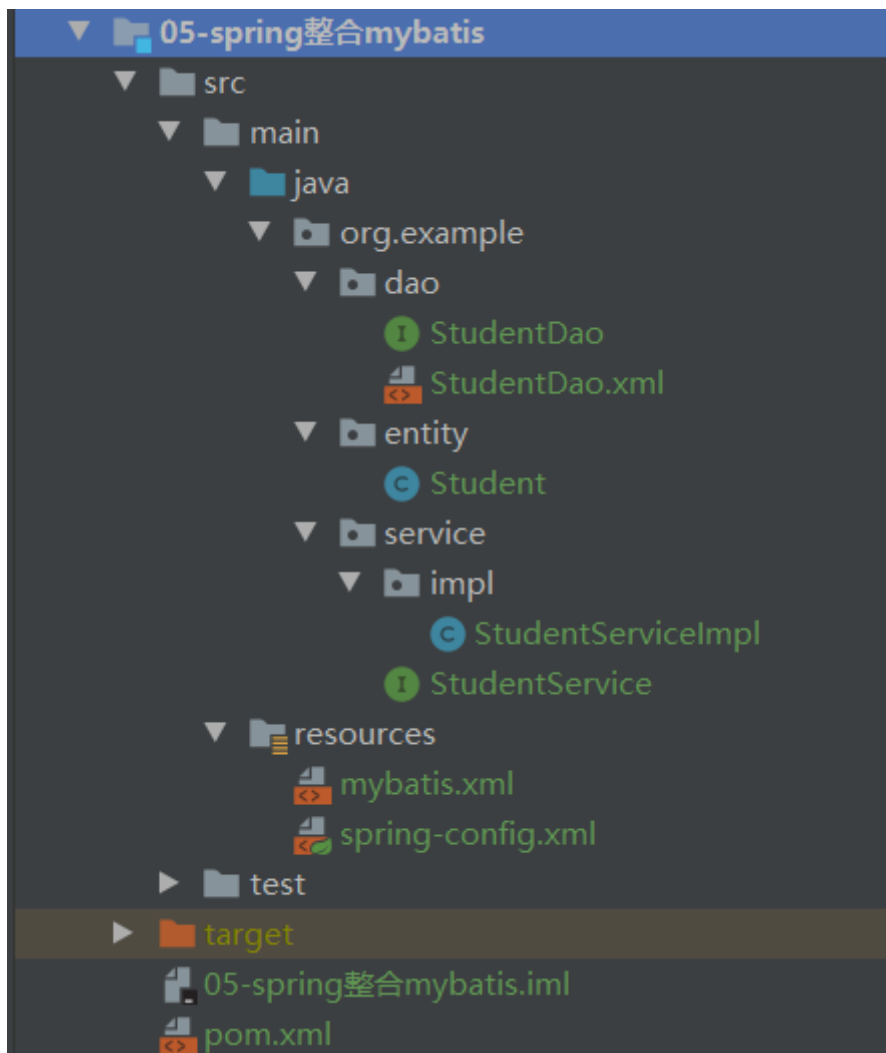 05-spring整合mybatis
src
main
java
org.example
dao
StudentDao
StudentDao.xml
entity
Student
service
impl
StudentServiceImpl
StudentService
resources
mybatis.xml
spring-config.xml
test
target
05-spring整合mybatis.iml
pom.xml